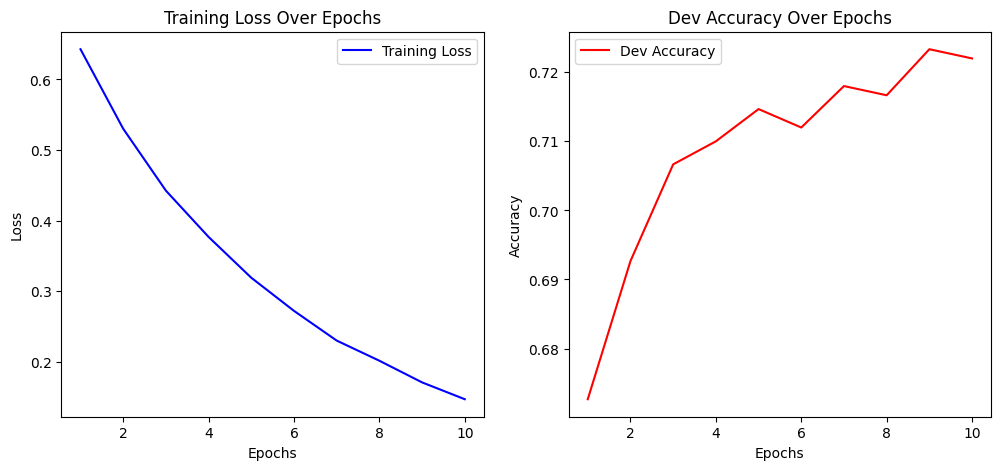 Training Loss Over Epochs
Training Loss
0.6
0.5
0.4
0.3
0.2
Loss
2 4 6 8 10
Epochs
Dev Accuracy Over Epochs
Dev Accuracy
0.72
0.71
0.70
0.69
0.68
Accuracy
2 4 6 8 10
Epochs